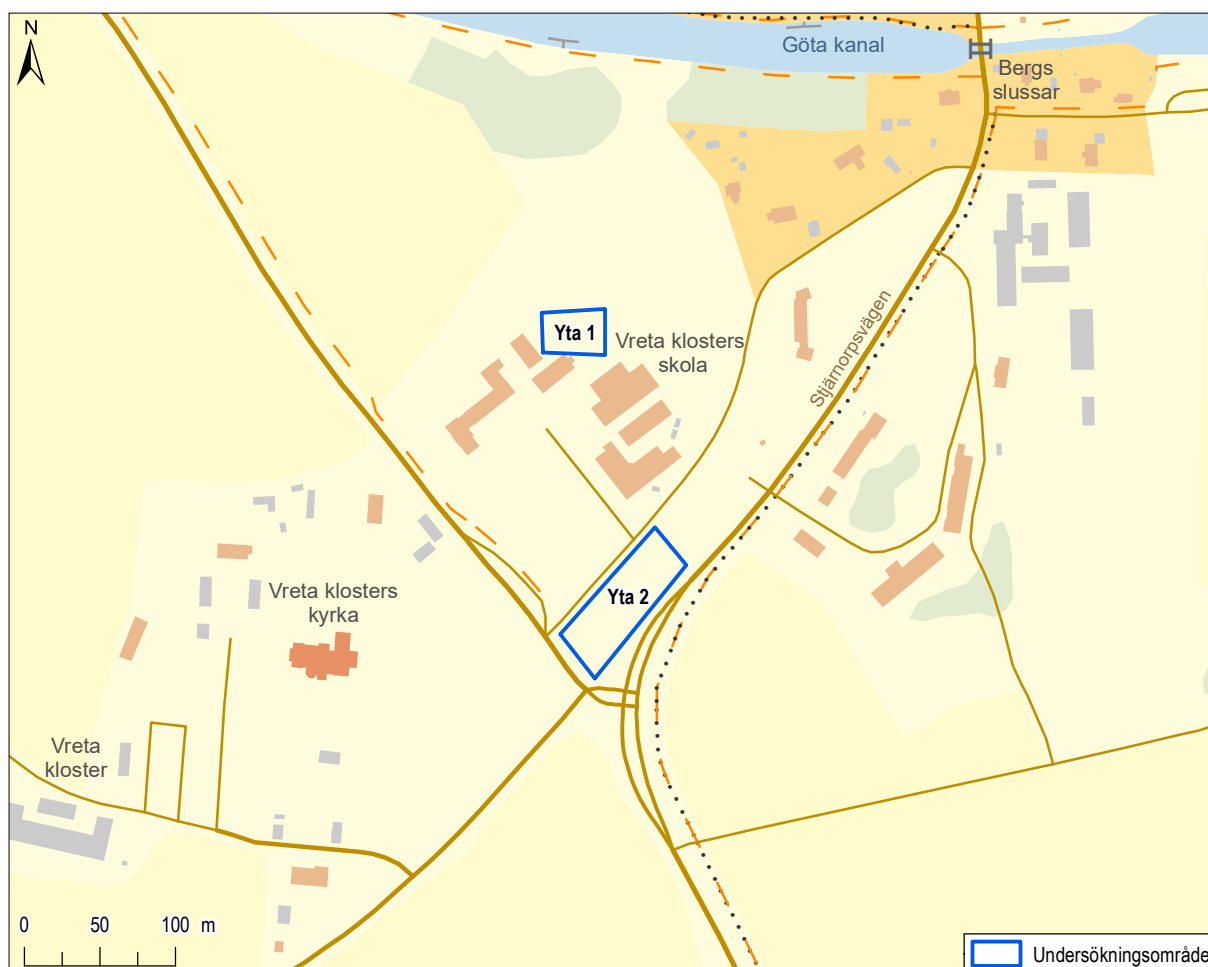 N
Göta kanal
Bergs
slussar
Yta 1
Vreta klosters
skola
Stjärnorpsvägen
Yta 2
Vreta klosters
kyrka
Vreta
kloster
0 50 100 m
Undersökningsområde